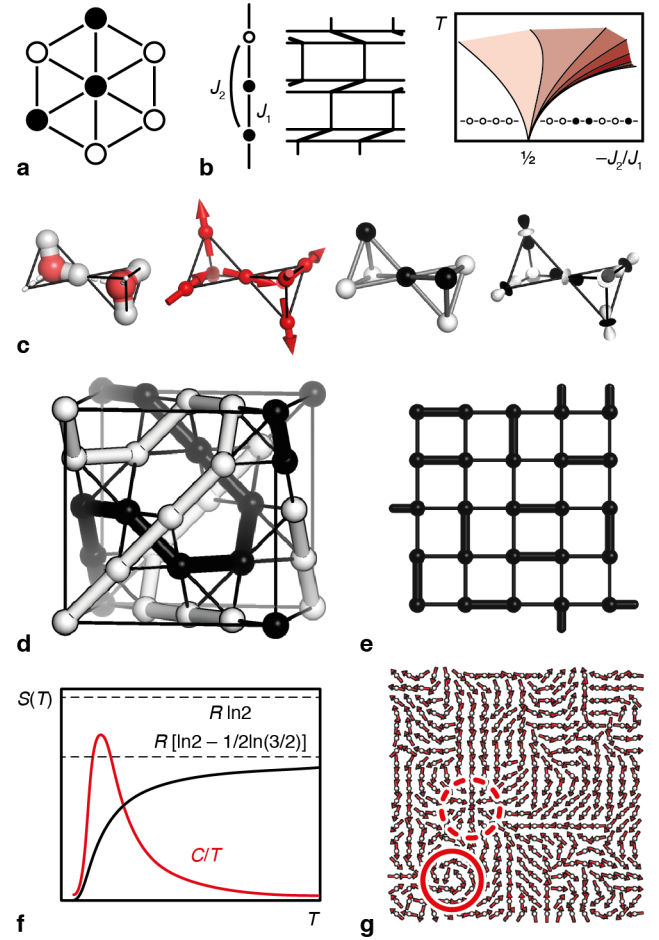 a
b
J₂
J₁
T
½
−J₂/J₁
c
d
e
S(T)
R ln2
R [ln2 − 1/2ln(3/2)]
C/T
T
f
g